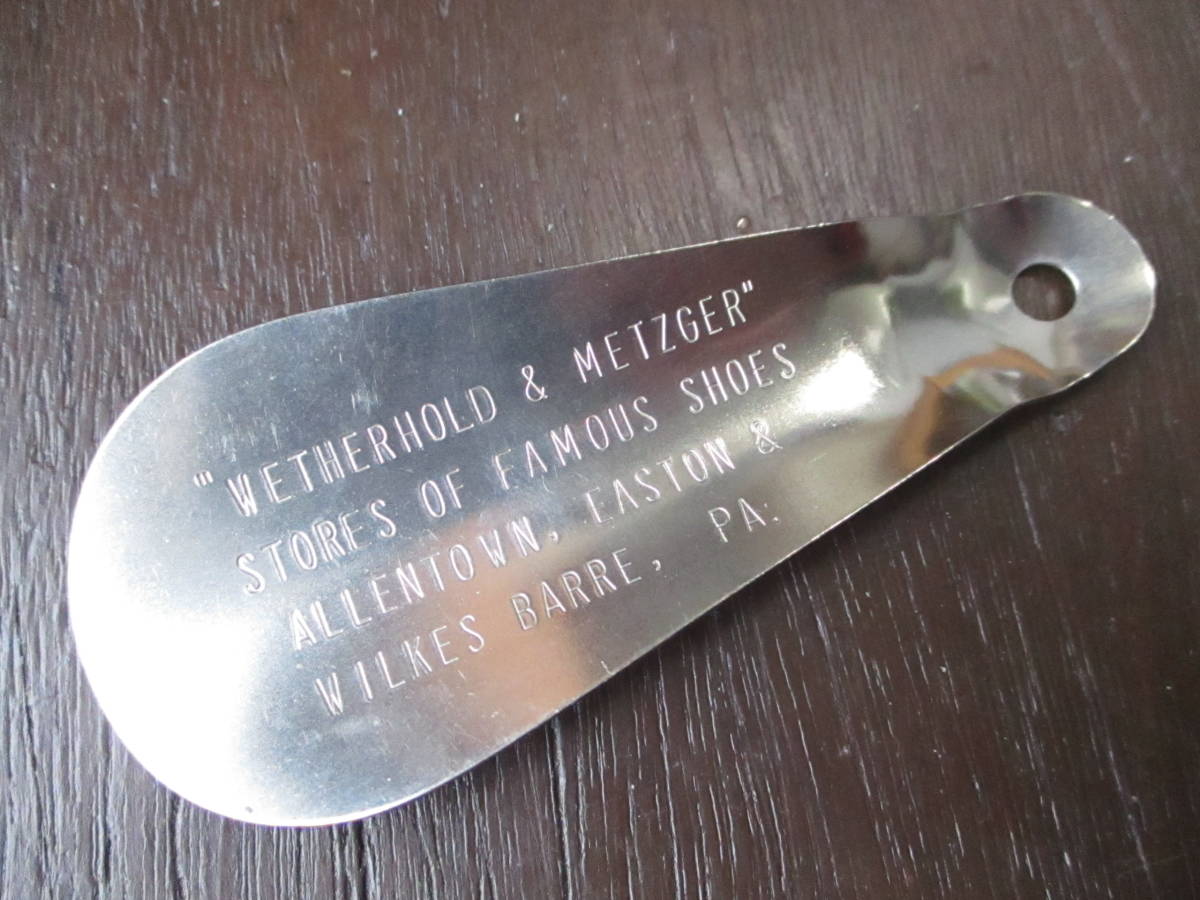 "WETHERHOLD & METZGER"
STORES OF FAMOUS SHOES
ALLENTOWN, EASTON &
WILKES BARRE, PA.